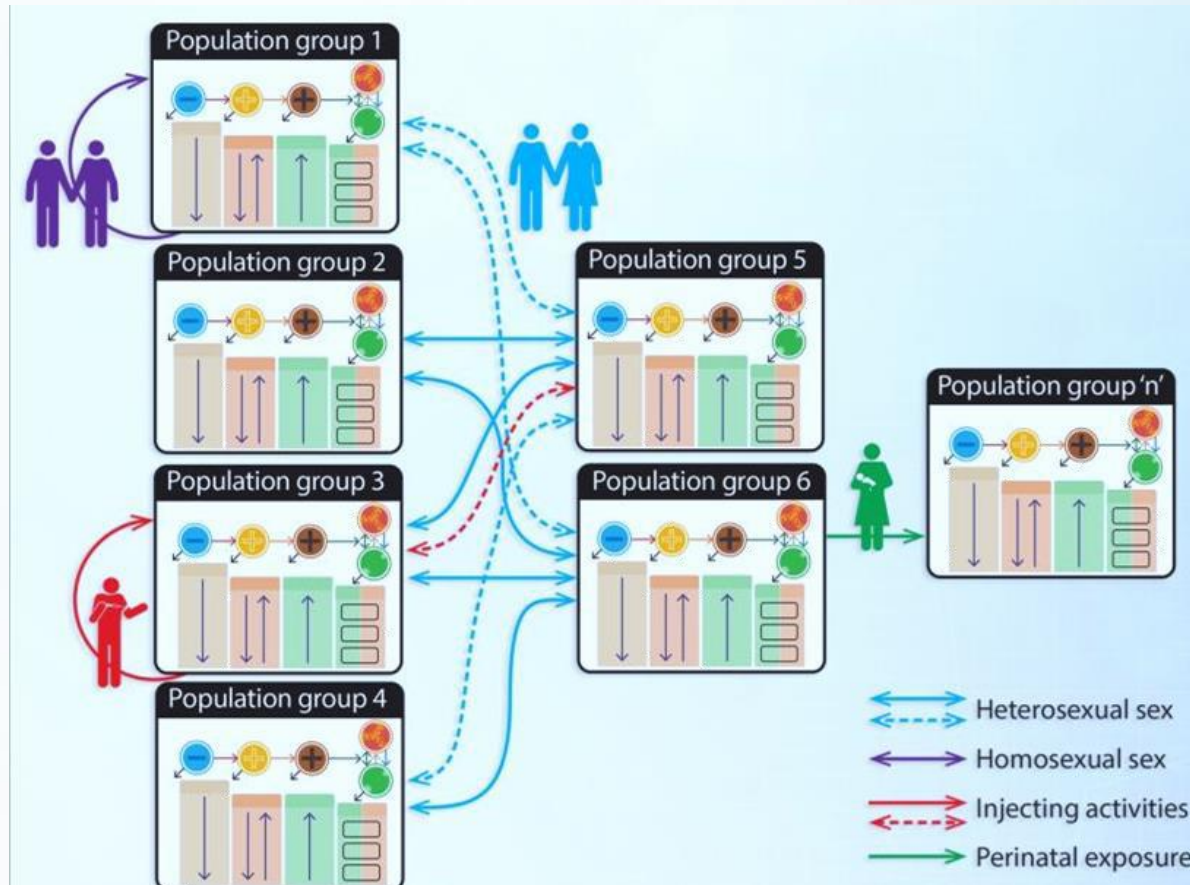 Population group 1
Population group 2
Population group 5
Population group 'n'
Population group 3
Population group 6
Population group 4
Heterosexual sex
Homosexual sex
Injecting activities
Perinatal exposure